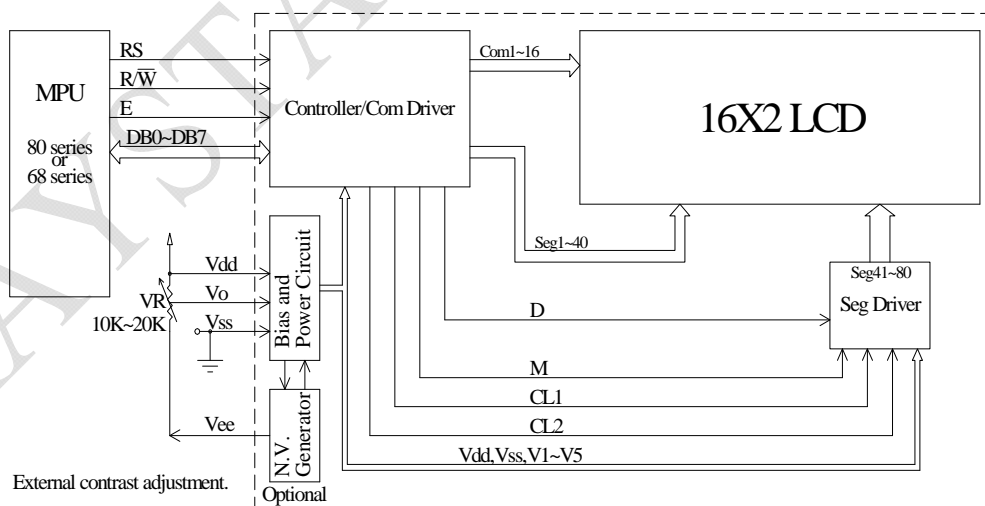 MPU
80 series
or
68 series
RS
R/W̅
E
DB0~DB7
Controller/Com Driver
Com1~16
16X2 LCD
Seg1~40
Seg41~80
Seg Driver
D
M
CL1
CL2
Vdd,Vss,V1~V5
Vdd
Vo
Vss
VR
10K~20K
Bias and
Power Circuit
N.V.
Generator
Vee
Optional
External contrast adjustment.